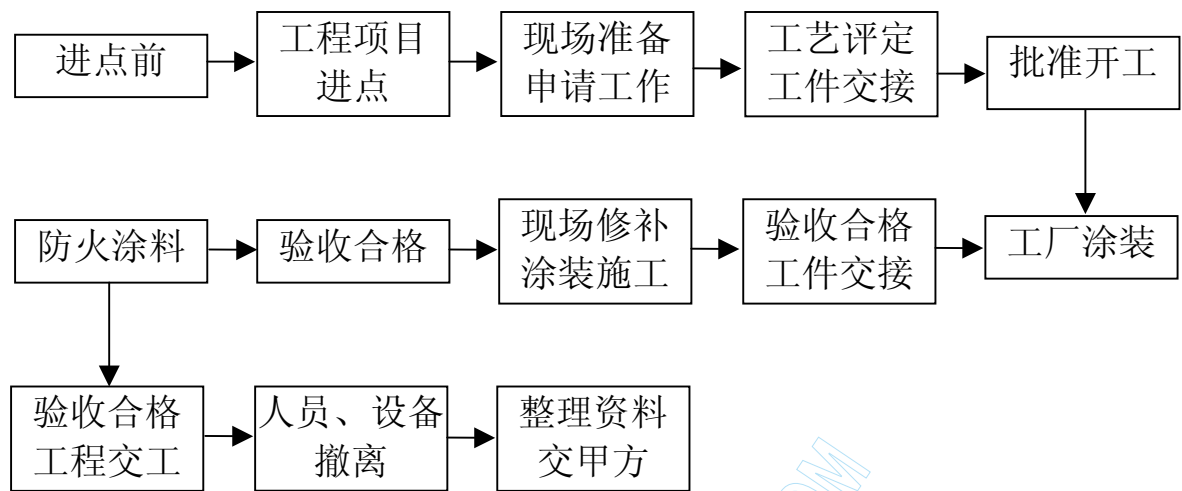 进点前
工程项目
进点
现场准备
申请工作
工艺评定
工件交接
批准开工
防火涂料
验收合格
现场修补
涂装施工
验收合格
工件交接
工厂涂装
验收合格
工程交工
人员、设备
撤离
整理资料
交甲方